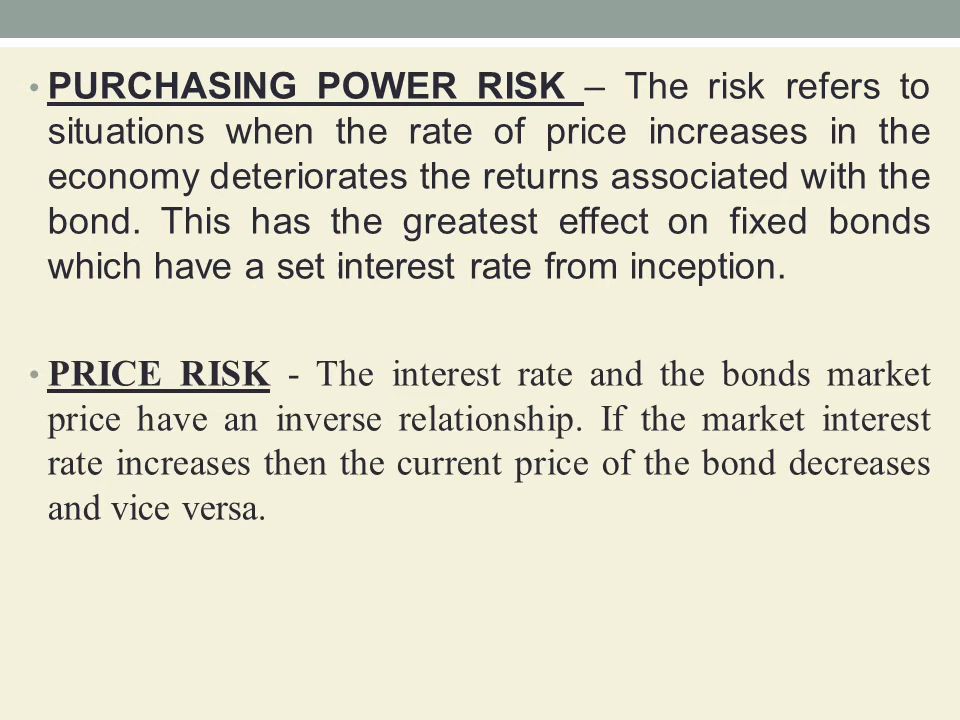 • PURCHASING POWER RISK – The risk refers to
situations when the rate of price increases in the
economy deteriorates the returns associated with the
bond. This has the greatest effect on fixed bonds
which have a set interest rate from inception.
• PRICE RISK - The interest rate and the bonds market
price have an inverse relationship. If the market interest
rate increases then the current price of the bond decreases
and vice versa.